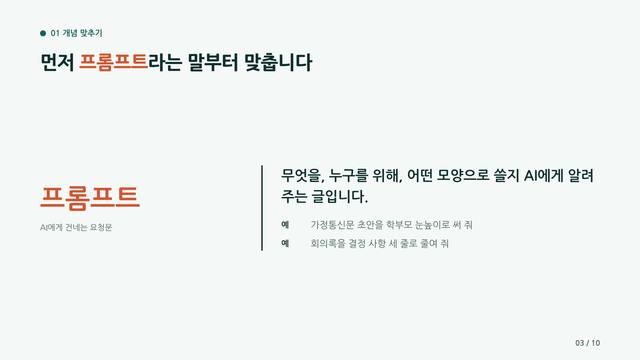 01 개념 맞추기
먼저 프롬프트라는 말부터 맞춥니다
프롬프트
AI에게 건네는 요청문
무엇을, 누구를 위해, 어떤 모양으로 쓸지 AI에게 알려
주는 글입니다.
예 가정통신문 초안을 학부모 눈높이로 써 줘
예 회의록을 결정 사항 세 줄로 줄여 줘
03 / 10